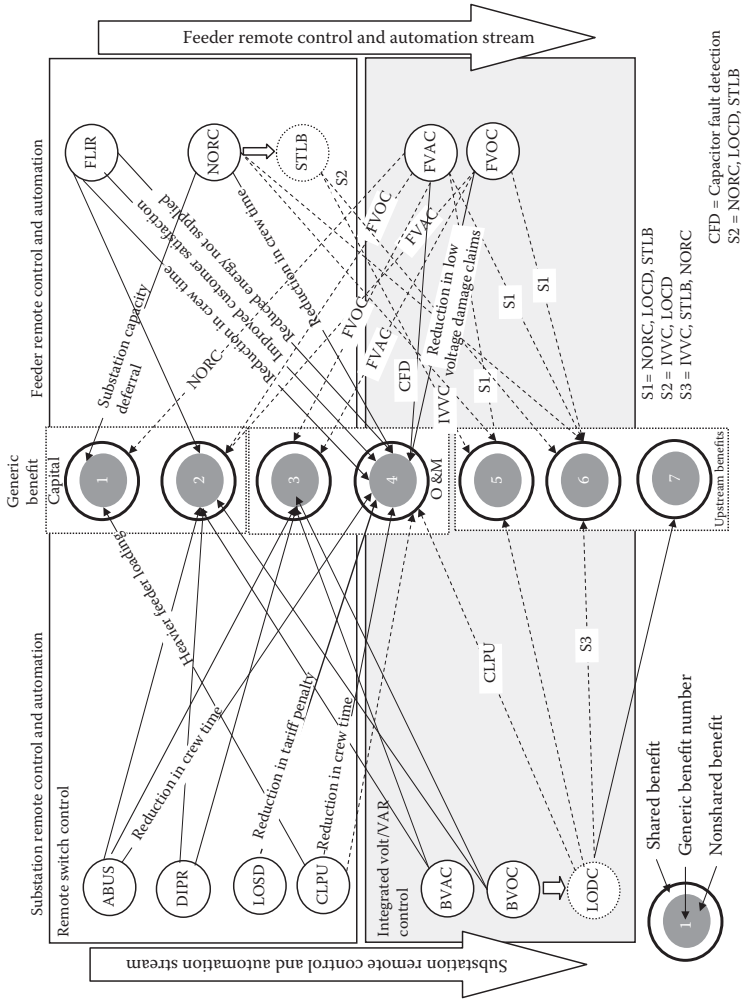 Feeder remote control and automation stream
Feeder remote control and automation
FLIR
NORC
STLB
S2
FVAC
FVOC
Substation capacity
deferral
Reduction in crew time
Improved customer satisfaction
Reduced energy not supplied
Reduction in crew time
Reduction
NORC
FVOC
FVAC
FVOC
FVAC
CFD
Reduction in low
voltage damage claims
IVVC
S1
S1
S1
S1= NORC, LOCD, STLB
S2 = IVVC, LOCD
S3 = IVVC, STLB, NORC
CFD = Capacitor fault detection
S2 = NORC, LOCD, STLB
Generic
benefit
Capital
1
2
3
4
O &M
5
6
7
Upstream benefits
Heavier feeder loading
Reduction in crew time
Reduction in tariff penalty
Reduction in crew time
CLPU
S3
Substation remote control and automation
Remote switch control
ABUS
DIPR
LOSD
CLPU
Integrated volt/VAR
control
BVAC
BVOC
LODC
Substation remote control and automation stream
Shared benefit
Generic benefit number
Nonshared benefit
1